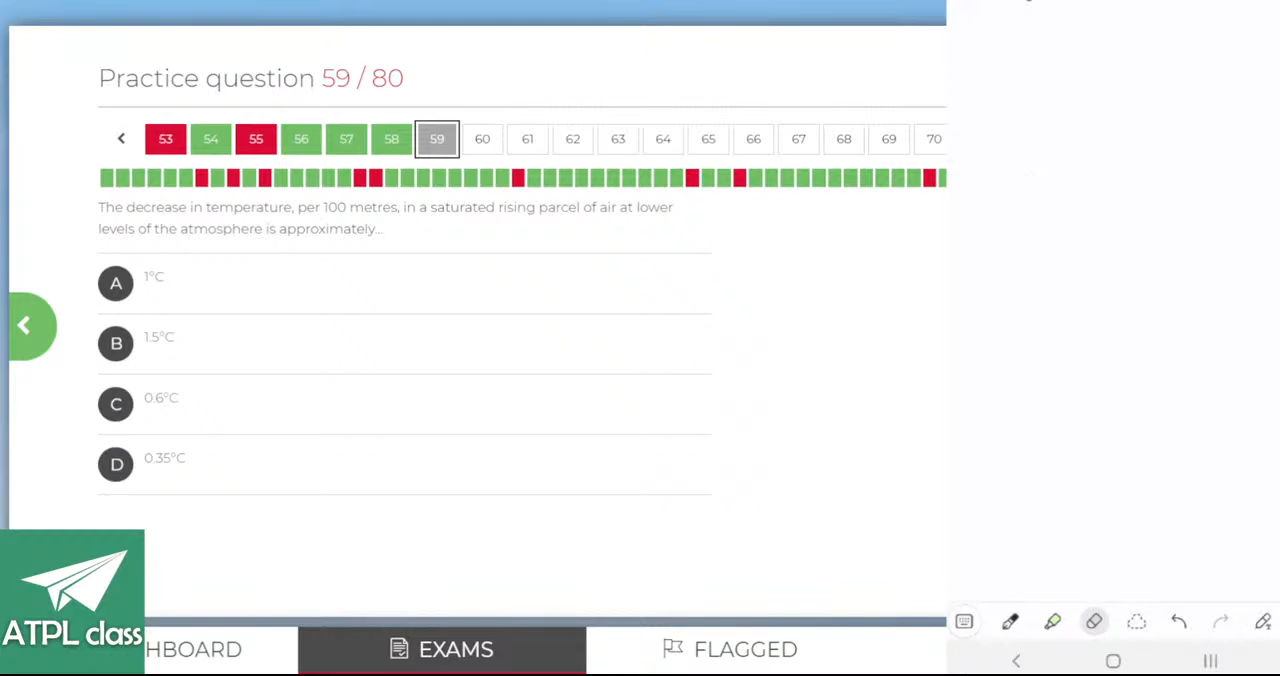 Practice question 59 / 80
53 54 55 56 57 58 59 60 61 62 63 64 65 66 67 68 69 70
The decrease in temperature, per 100 metres, in a saturated rising parcel of air at lower
levels of the atmosphere is approximately...
A 1°C
B 1.5°C
C 0.6°C
D 0.35°C
ATPL class
HBOARD EXAMS FLAGGED